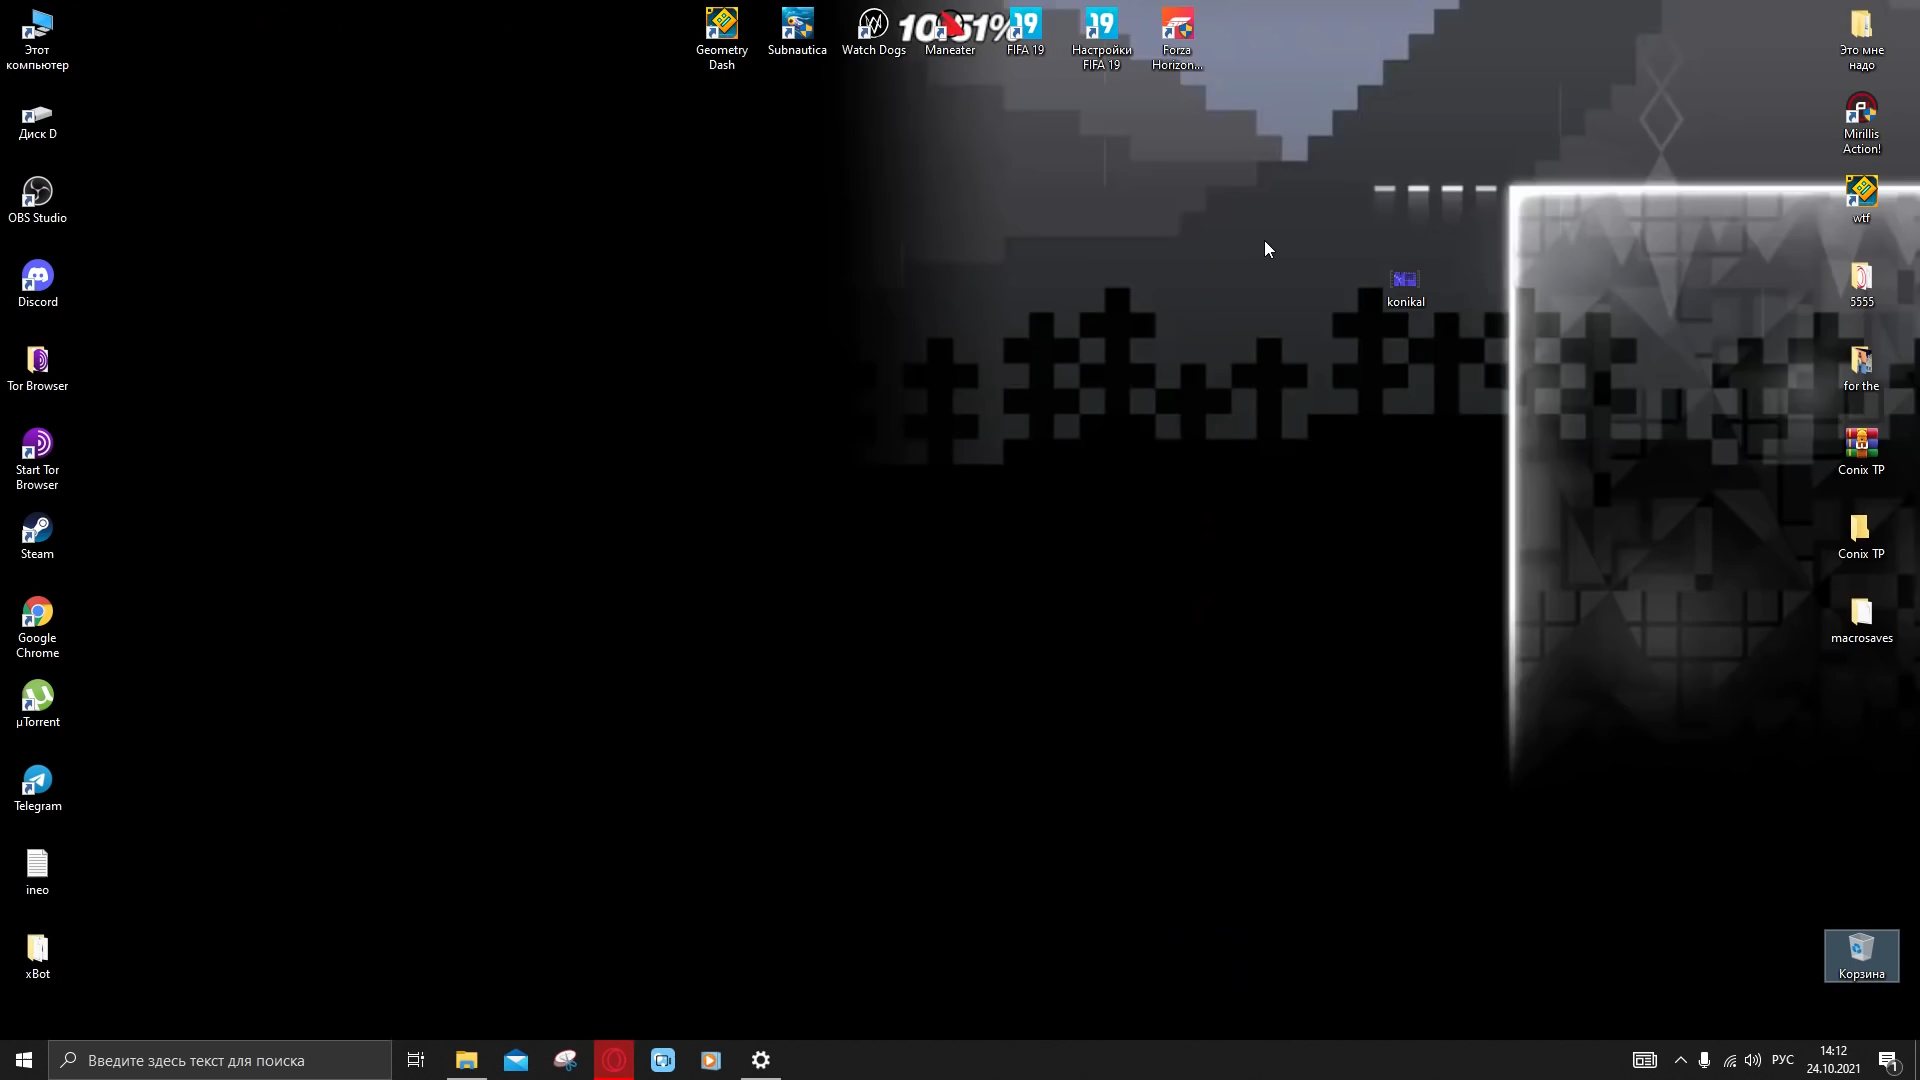 Этот
компьютер
Диск D
OBS Studio
Discord
Tor Browser
Start Tor
Browser
Steam
Google
Chrome
µTorrent
Telegram
ineo
xBot
Geometry
Dash
Subnautica
Watch Dogs
Maneater
FIFA 19
Настройки
FIFA 19
Forza
Horizon...
konikal
Это мне
надо
Mirillis
Action!
wtf
5555
for the
Conix TP
Conix TP
macrosaves
Корзина
Введите здесь текст для поиска
РУС
14:12
24.10.2021
1